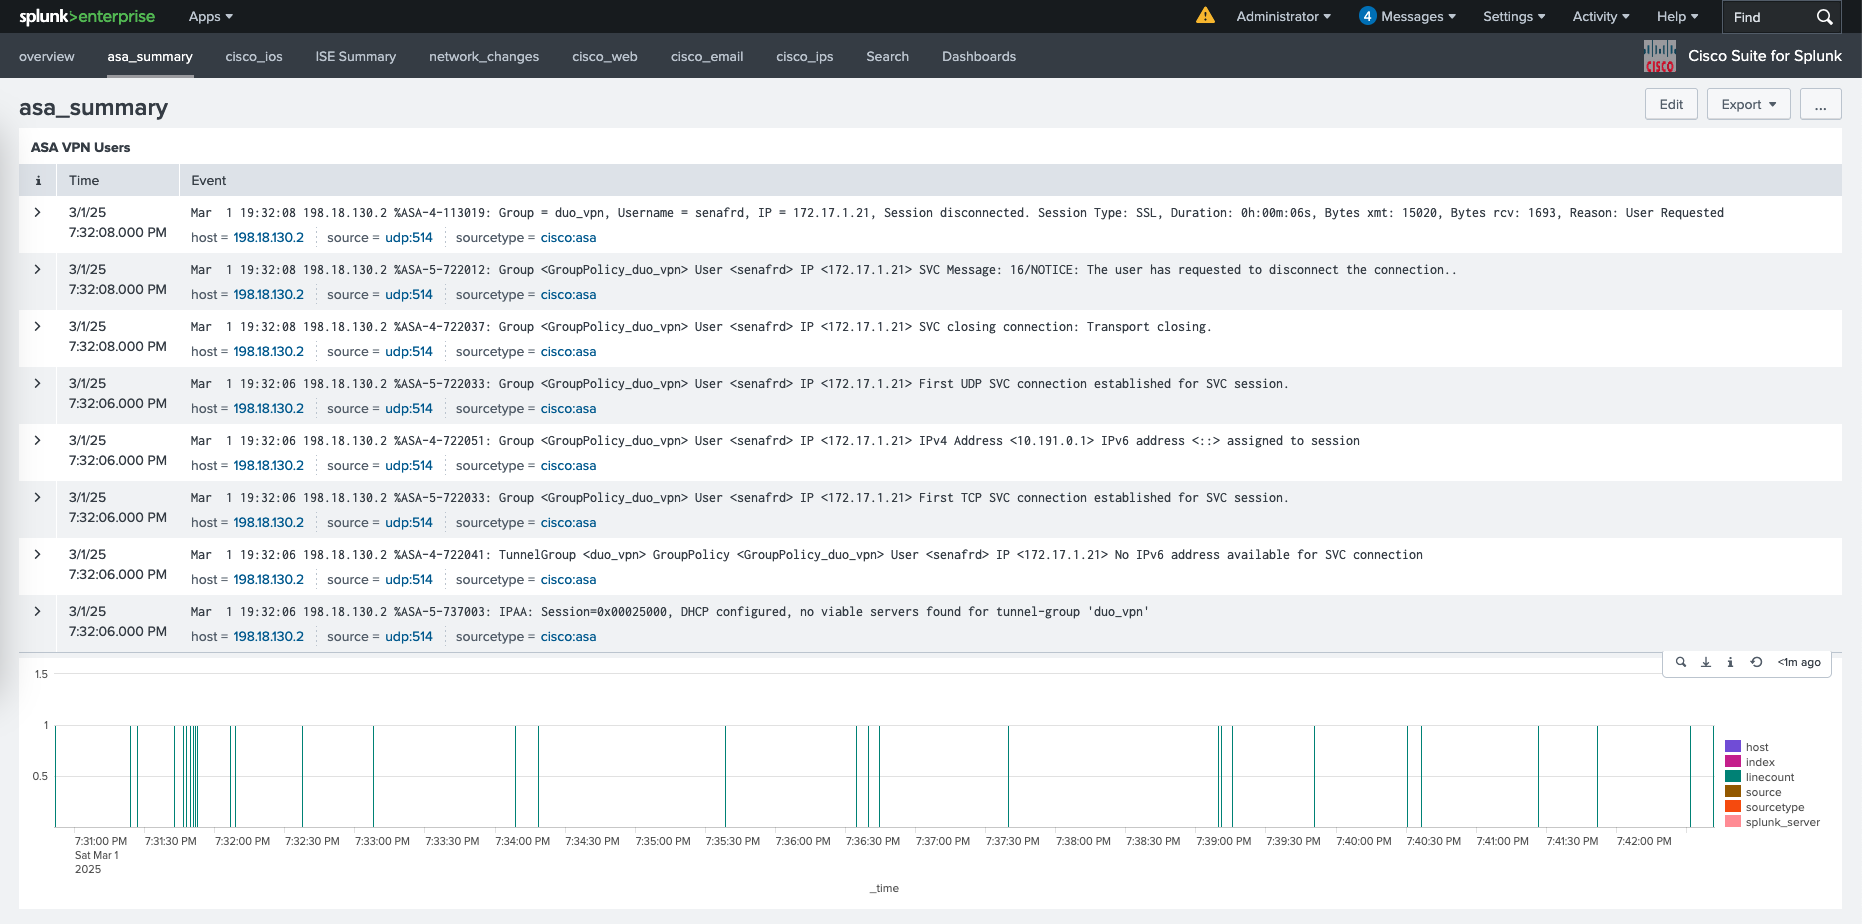 splunk>enterprise Apps Administrator 4 Messages Settings Activity Help Find
overview asa_summary cisco_ios ISE Summary network_changes cisco_web cisco_email cisco_ips Search Dashboards CISCO Cisco Suite for Splunk
asa_summary Edit Export ...
ASA VPN Users
i Time Event
3/1/25 Mar  1 19:32:08 198.18.130.2 %ASA-4-113019: Group = duo_vpn, Username = senafrd, IP = 172.17.1.21, Session disconnected. Session Type: SSL, Duration: 0h:00m:06s, Bytes xmt: 15020, Bytes rcv: 1693, Reason: User Requested
7:32:08.000 PM host = 198.18.130.2 source = udp:514 sourcetype = cisco:asa
3/1/25 Mar  1 19:32:08 198.18.130.2 %ASA-5-722012: Group <GroupPolicy_duo_vpn> User <senafrd> IP <172.17.1.21> SVC Message: 16/NOTICE: The user has requested to disconnect the connection..
7:32:08.000 PM host = 198.18.130.2 source = udp:514 sourcetype = cisco:asa
3/1/25 Mar  1 19:32:08 198.18.130.2 %ASA-4-722037: Group <GroupPolicy_duo_vpn> User <senafrd> IP <172.17.1.21> SVC closing connection: Transport closing.
7:32:08.000 PM host = 198.18.130.2 source = udp:514 sourcetype = cisco:asa
3/1/25 Mar  1 19:32:06 198.18.130.2 %ASA-5-722033: Group <GroupPolicy_duo_vpn> User <senafrd> IP <172.17.1.21> First UDP SVC connection established for SVC session.
7:32:06.000 PM host = 198.18.130.2 source = udp:514 sourcetype = cisco:asa
3/1/25 Mar  1 19:32:06 198.18.130.2 %ASA-4-722051: Group <GroupPolicy_duo_vpn> User <senafrd> IP <172.17.1.21> IPv4 Address <10.191.0.1> IPv6 address <::> assigned to session
7:32:06.000 PM host = 198.18.130.2 source = udp:514 sourcetype = cisco:asa
3/1/25 Mar  1 19:32:06 198.18.130.2 %ASA-5-722033: Group <GroupPolicy_duo_vpn> User <senafrd> IP <172.17.1.21> First TCP SVC connection established for SVC session.
7:32:06.000 PM host = 198.18.130.2 source = udp:514 sourcetype = cisco:asa
3/1/25 Mar  1 19:32:06 198.18.130.2 %ASA-4-722041: TunnelGroup <duo_vpn> GroupPolicy <GroupPolicy_duo_vpn> User <senafrd> IP <172.17.1.21> No IPv6 address available for SVC connection
7:32:06.000 PM host = 198.18.130.2 source = udp:514 sourcetype = cisco:asa
3/1/25 Mar  1 19:32:06 198.18.130.2 %ASA-5-737003: IPAA: Session=0x00025000, DHCP configured, no viable servers found for tunnel-group 'duo_vpn'
7:32:06.000 PM host = 198.18.130.2 source = udp:514 sourcetype = cisco:asa
i <1m ago
1.5
1
0.5
host
index
linecount
source
sourcetype
splunk_server
7:31:00 PM 7:31:30 PM 7:32:00 PM 7:32:30 PM 7:33:00 PM 7:33:30 PM 7:34:00 PM 7:34:30 PM 7:35:00 PM 7:35:30 PM 7:36:00 PM 7:36:30 PM 7:37:00 PM 7:37:30 PM 7:38:00 PM 7:38:30 PM 7:39:00 PM 7:39:30 PM 7:40:00 PM 7:40:30 PM 7:41:00 PM 7:41:30 PM 7:42:00 PM
Sat Mar 1
2025
_time